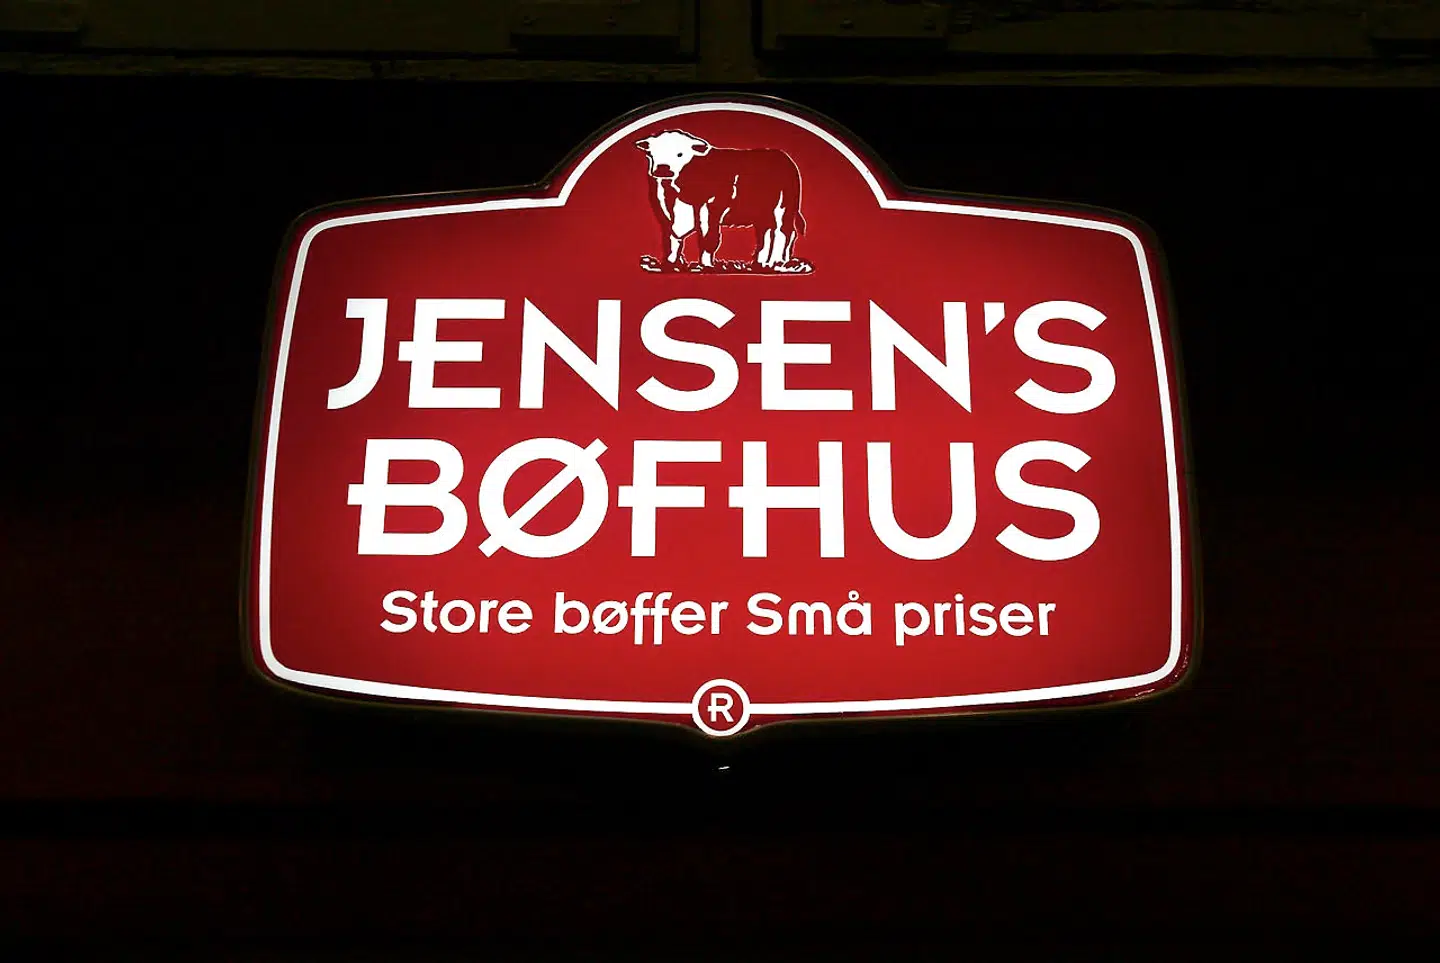 JENSEN'S
BØFHUS
Store bøffer Små priser
R